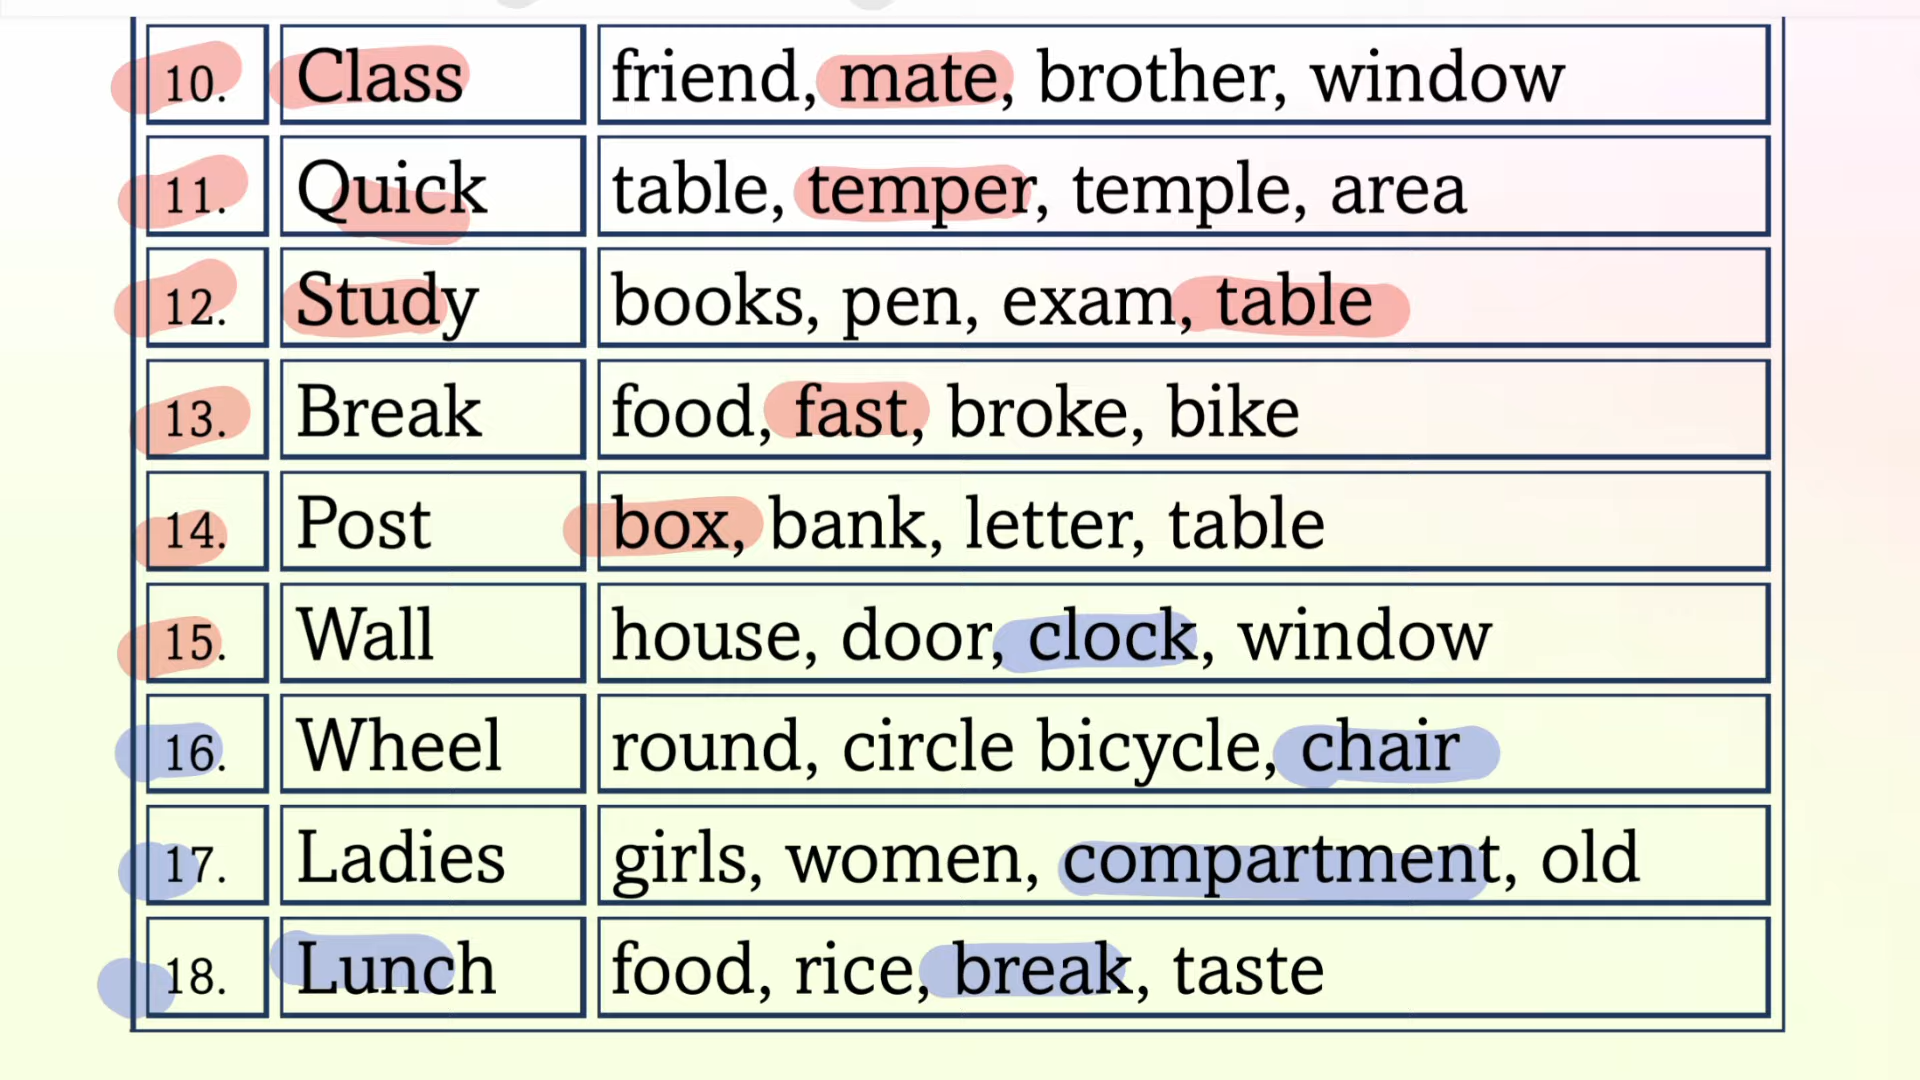 10. Class friend, mate, brother, window
11. Quick table, temper, temple, area
12. Study books, pen, exam, table
13. Break food, fast, broke, bike
14. Post box, bank, letter, table
15. Wall house, door, clock, window
16. Wheel round, circle bicycle, chair
17. Ladies girls, women, compartment, old
18. Lunch food, rice, break, taste